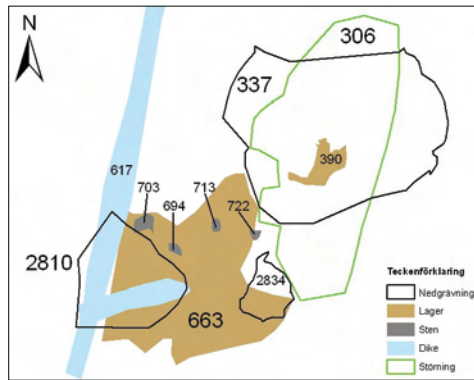 N
306
337
390
617
703
713
694
722
2810
2834
663
Teckenförklaring
Nedgrävning
Lager
Sten
Dike
Störning